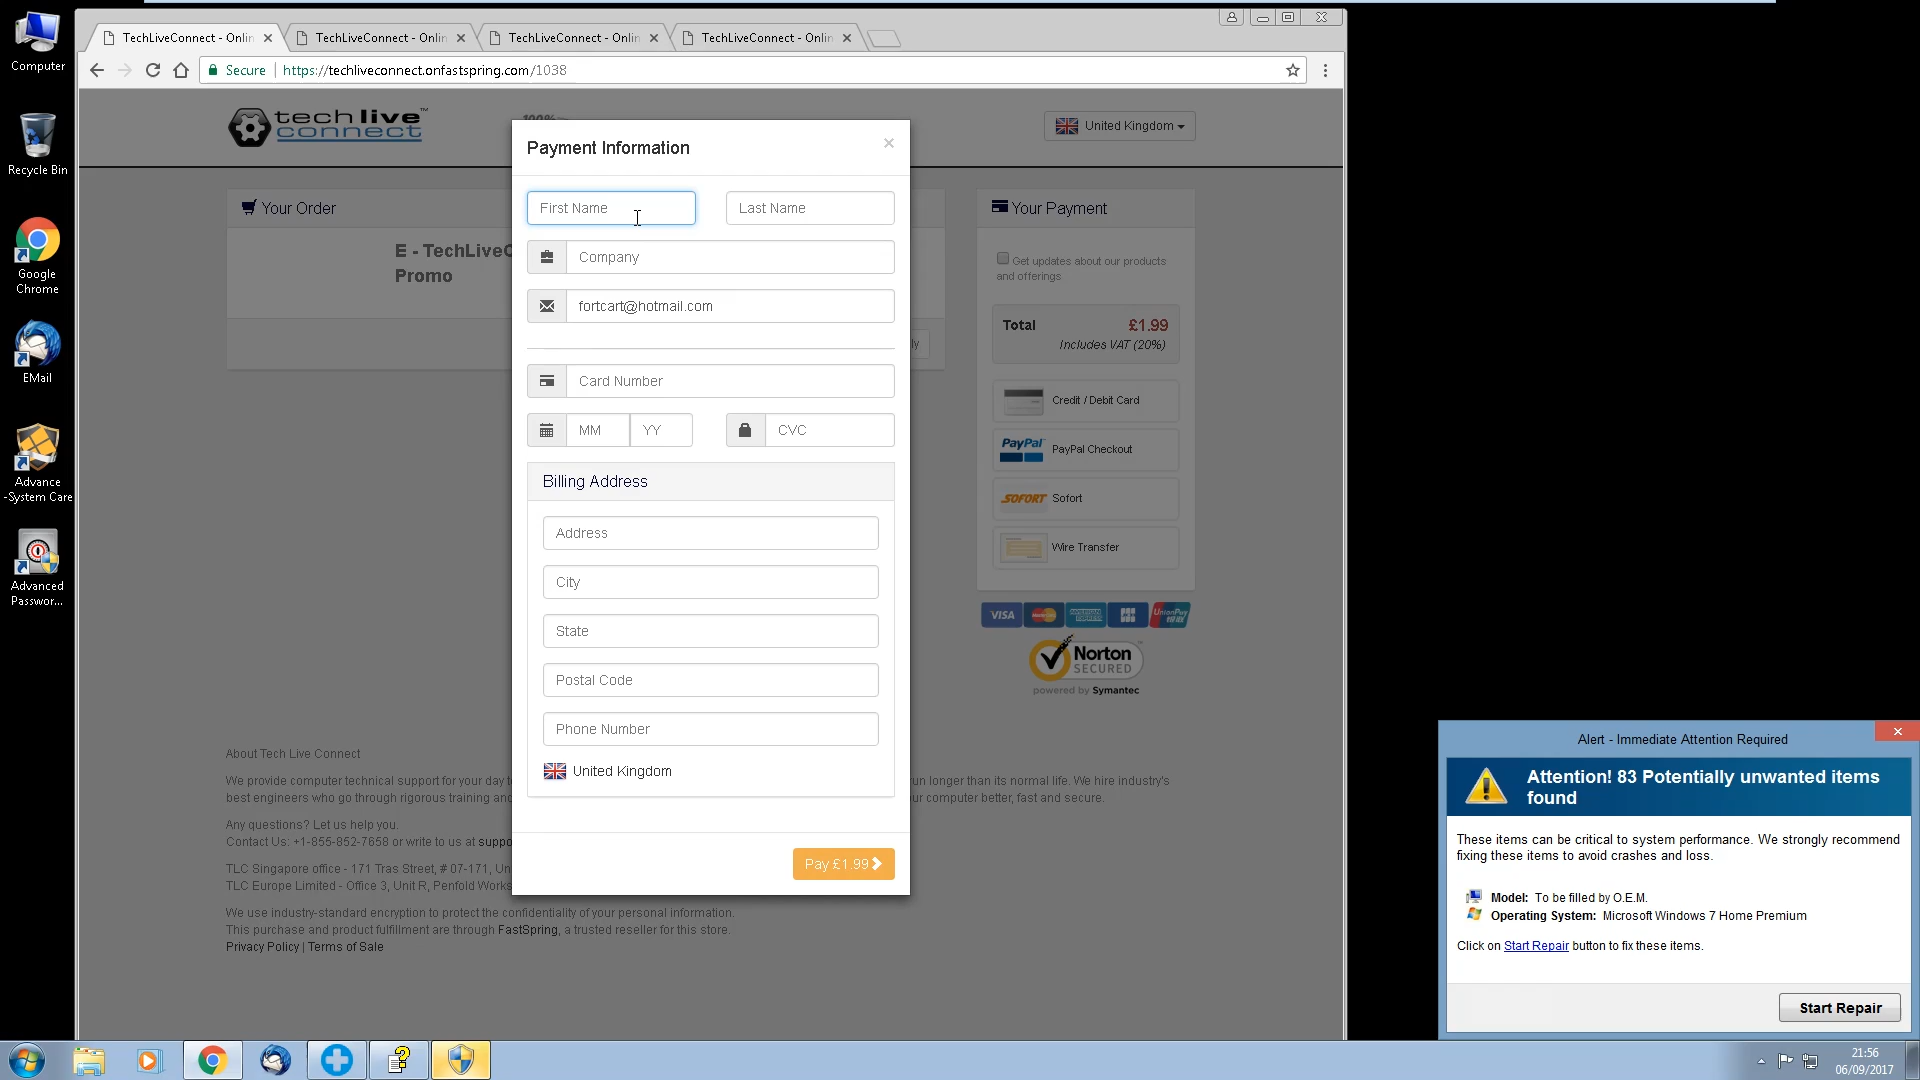 Computer
Recycle Bin
Google
Chrome
EMail
Advance
-System Care
Advanced
Passwor...
TechLiveConnect - Onlin
TechLiveConnect - Onlin
TechLiveConnect - Onlin
TechLiveConnect - Onlin
Secure
https://techliveconnect.onfastspring.com/1038
tech live
connect
™
100%
United Kingdom
Your Order
E - TechLiveC
Promo
ly
Payment Information
×
First Name
Last Name
Company
fortcart@hotmail.com
Card Number
MM
YY
CVC
Billing Address
Address
City
State
Postal Code
Phone Number
United Kingdom
Pay £1.99
Your Payment
Get updates about our products
and offerings.
Total
£1.99
Includes VAT (20%)
Credit / Debit Card
PayPal
PayPal Checkout
SOFORT
Sofort
Wire Transfer
VISA
MasterCard
UnionPay
Norton
SECURED
powered by Symantec
About Tech Live Connect
We provide computer technical support for your day t
un longer than its normal life. We hire industry's
best engineers who go through rigorous training and
ur computer better, fast and secure.
Any questions? Let us help you.
Contact Us: +1-855-852-7658 or write to us at suppo
TLC Singapore office - 171 Tras Street, # 07-171, Un
TLC Europe Limited - Office 3, Unit R, Penfold Works
We use industry-standard encryption to protect the confidentiality of your personal information.
This purchase and product fulfillment are through FastSpring, a trusted reseller for this store.
Privacy Policy | Terms of Sale
Alert - Immediate Attention Required
Attention! 83 Potentially unwanted items
found
These items can be critical to system performance. We strongly recommend
fixing these items to avoid crashes and loss.
Model: To be filled by O.E.M.
Operating System: Microsoft Windows 7 Home Premium
Click on Start Repair button to fix these items.
Start Repair
21:56
06/09/2017